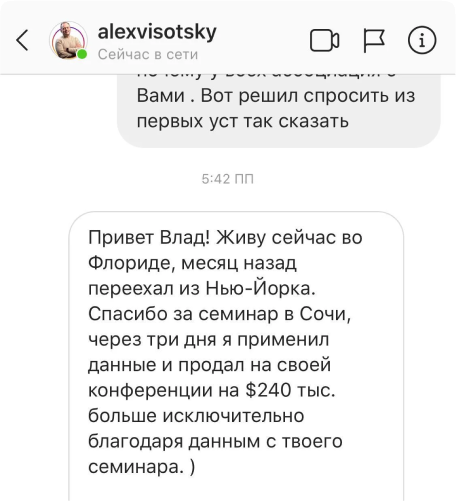 alexvisotsky
Сейчас в сети
Вами . Вот решил спросить из
первых уст так сказать
5:42 ПП
Привет Влад! Живу сейчас во
Флориде, месяц назад
переехал из Нью-Йорка.
Спасибо за семинар в Сочи,
через три дня я применил
данные и продал на своей
конференции на $240 тыс.
больше исключительно
благодаря данным с твоего
семинара. )